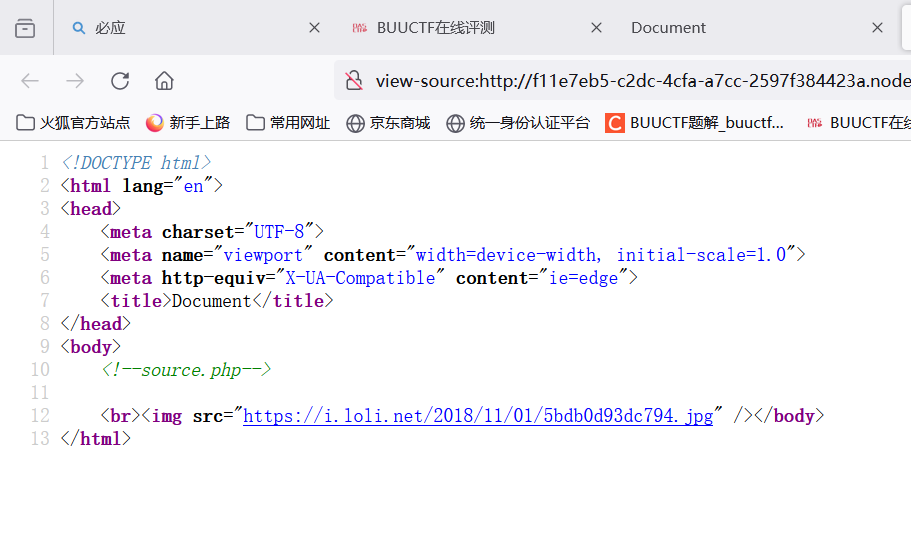 必应
BUUCTF在线评测
Document
view-source:http://f11e7eb5-c2dc-4cfa-a7cc-2597f384423a.node
火狐官方站点
新手上路
常用网址
京东商城
统一身份认证平台
C BUUCTF题解_buuctf...
BUUCTF在线
1 <!DOCTYPE html>
2 <html lang="en">
3 <head>
4     <meta charset="UTF-8">
5     <meta name="viewport" content="width=device-width, initial-scale=1.0">
6     <meta http-equiv="X-UA-Compatible" content="ie=edge">
7     <title>Document</title>
8 </head>
9 <body>
10     <!--source.php-->
11
12     <br><img src="https://i.loli.net/2018/11/01/5bdb0d93dc794.jpg" /></body>
13 </html>